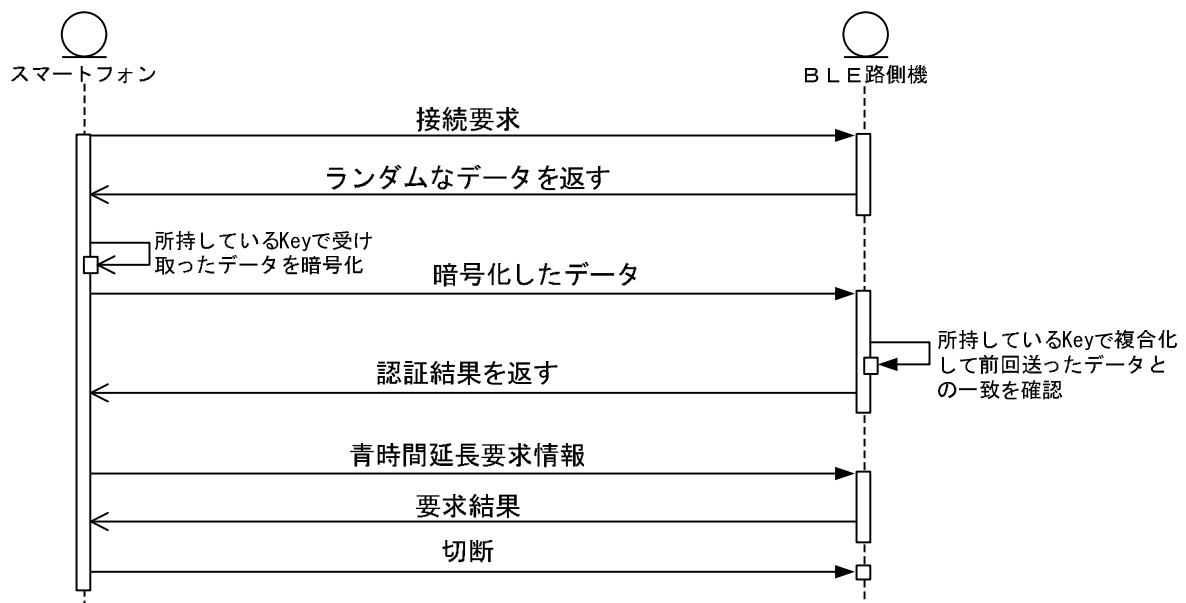 スマートフォン
ＢＬＥ路側機
接続要求
ランダムなデータを返す
所持しているKeyで受け
取ったデータを暗号化
暗号化したデータ
所持しているKeyで複合化
して前回送ったデータと
の一致を確認
認証結果を返す
青時間延長要求情報
要求結果
切断